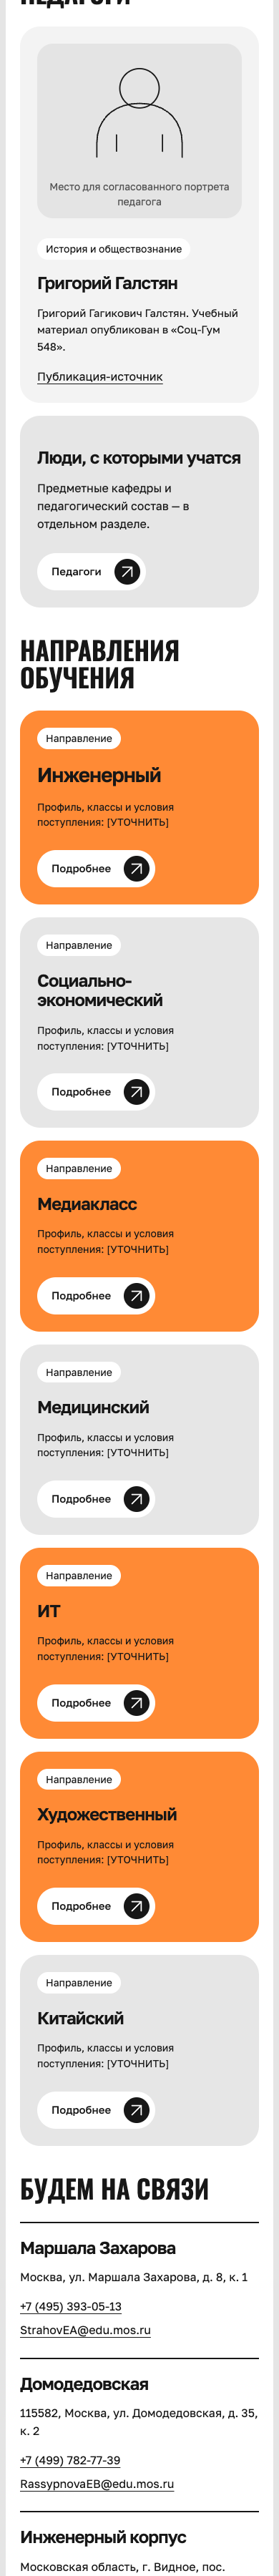 ПЕДАГОГИ
Место для согласованного портрета
педагога
История и обществознание
Григорий Галстян
Григорий Гагикович Галстян. Учебный
материал опубликован в «Соц-Гум
548».
Публикация-источник
Люди, с которыми учатся
Предметные кафедры и
педагогический состав — в
отдельном разделе.
Педагоги
НАПРАВЛЕНИЯ
ОБУЧЕНИЯ
Направление
Инженерный
Профиль, классы и условия
поступления: [УТОЧНИТЬ]
Подробнее
Направление
Социально-
экономический
Профиль, классы и условия
поступления: [УТОЧНИТЬ]
Подробнее
Направление
Медиакласс
Профиль, классы и условия
поступления: [УТОЧНИТЬ]
Подробнее
Направление
Медицинский
Профиль, классы и условия
поступления: [УТОЧНИТЬ]
Подробнее
Направление
ИТ
Профиль, классы и условия
поступления: [УТОЧНИТЬ]
Подробнее
Направление
Художественный
Профиль, классы и условия
поступления: [УТОЧНИТЬ]
Подробнее
Направление
Китайский
Профиль, классы и условия
поступления: [УТОЧНИТЬ]
Подробнее
БУДЕМ НА СВЯЗИ
Маршала Захарова
Москва, ул. Маршала Захарова, д. 8, к. 1
+7 (495) 393-05-13
StrahovEA@edu.mos.ru
Домодедовская
115582, Москва, ул. Домодедовская, д. 35,
к. 2
+7 (499) 782-77-39
RassypnovaEB@edu.mos.ru
Инженерный корпус
Московская область, г. Видное, пос.